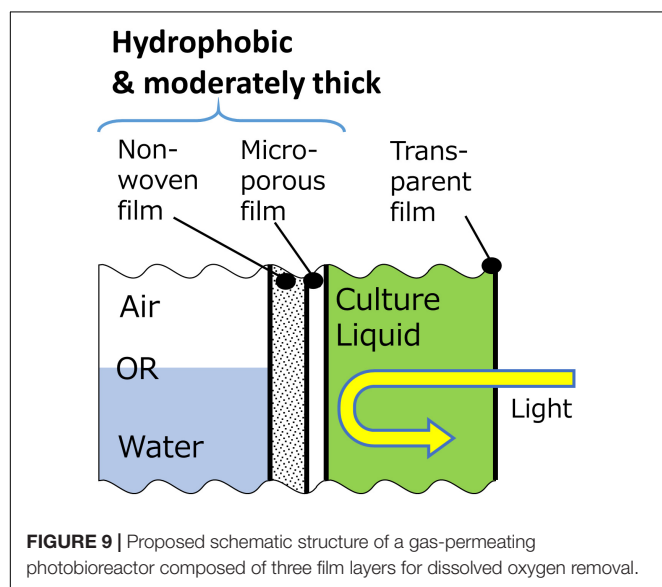 Hydrophobic
& moderately thick
Non-
woven
film
Micro-
porous
film
Trans-
parent
film
Air
OR
Water
Culture
Liquid
Light
FIGURE 9 | Proposed schematic structure of a gas-permeating
photobioreactor composed of three film layers for dissolved oxygen removal.